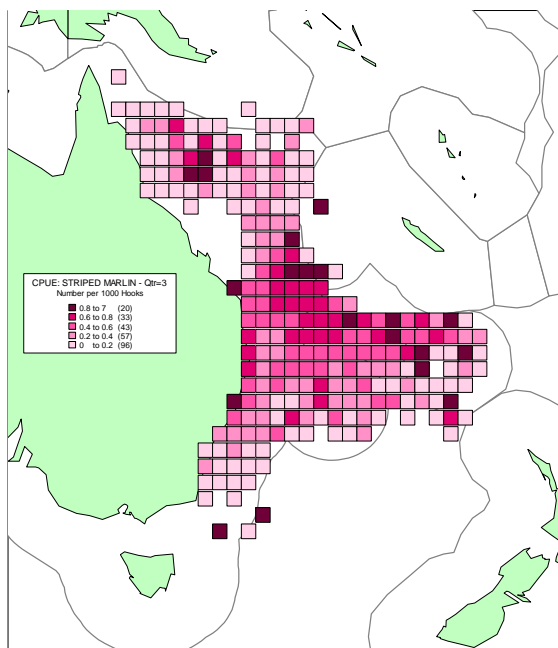 CPUE: STRIPED MARLIN - Qtr=3
Number per 1000 Hooks
0.8 to 7 (20)
0.6 to 0.8 (33)
0.4 to 0.6 (43)
0.2 to 0.4 (57)
0 to 0.2 (96)